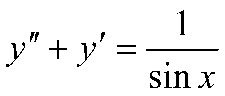 y″ + y′ = 1 / sin x